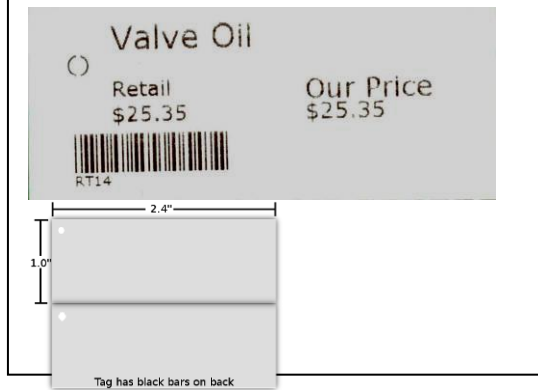 Valve Oil
Retail
$25.35
Our Price
$25.35
RT14
2.4"
1.0"
Tag has black bars on back